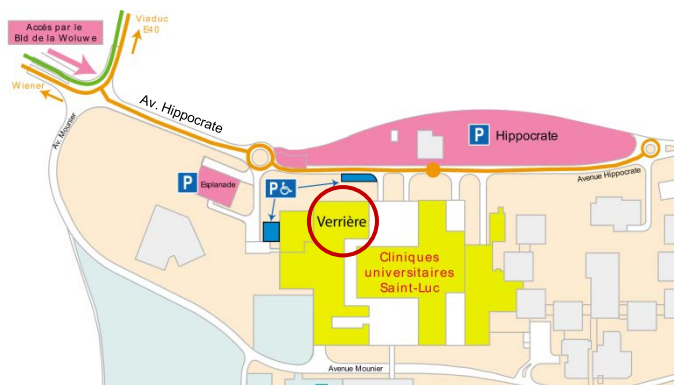 Accès par le
Bld de la Woluwe
Viaduc
E40
Wiener
Av. Mounier
Av. Hippocrate
P Hippocrate
Avenue Hippocrate
P Esplanade
P
Verrière
Cliniques
universitaires
Saint-Luc
Avenue Mounier